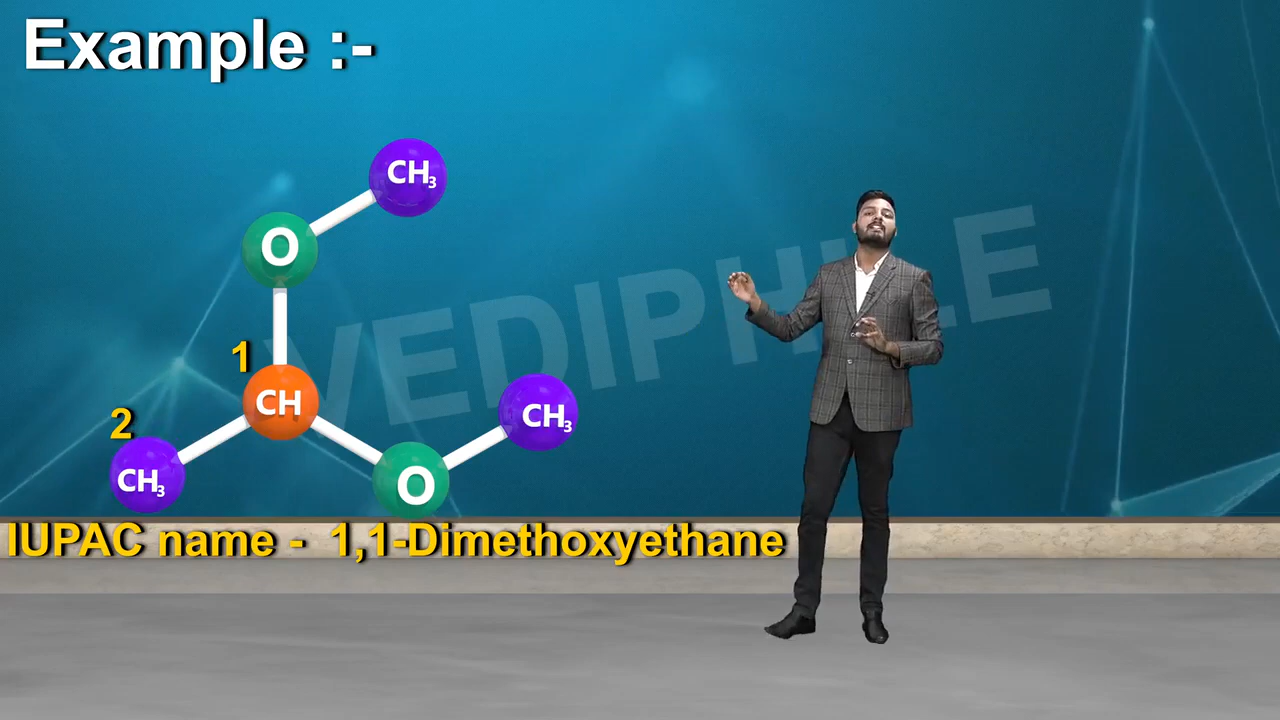 Example :-
CH₃
O
1
CH
2
CH₃
CH₃
O
IUPAC name - 1,1-Dimethoxyethane
VEDIPHILE